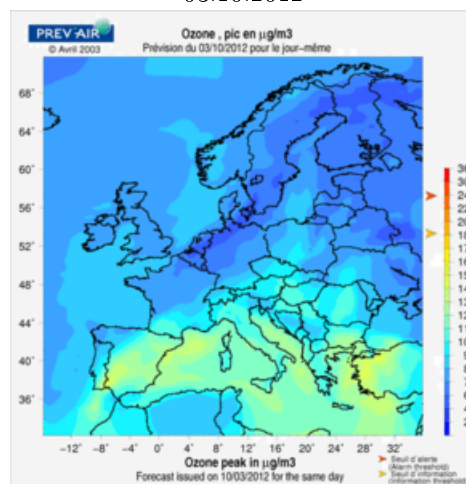 PREV'AIR
© Avril 2003
Ozone , pic en µg/m3
Prévision du 03/10/2012 pour le jour-même
68°
64°
60°
56°
52°
48°
44°
40°
36°
-12° -8° -4° 0° 4° 8° 12° 16° 20° 24° 28° 32°
Ozone peak in µg/m3
Forecast issued on 10/03/2012 for the same day
Seuil d'alerte
(Alarm threshold)
Seuil d'information
(Information threshold)